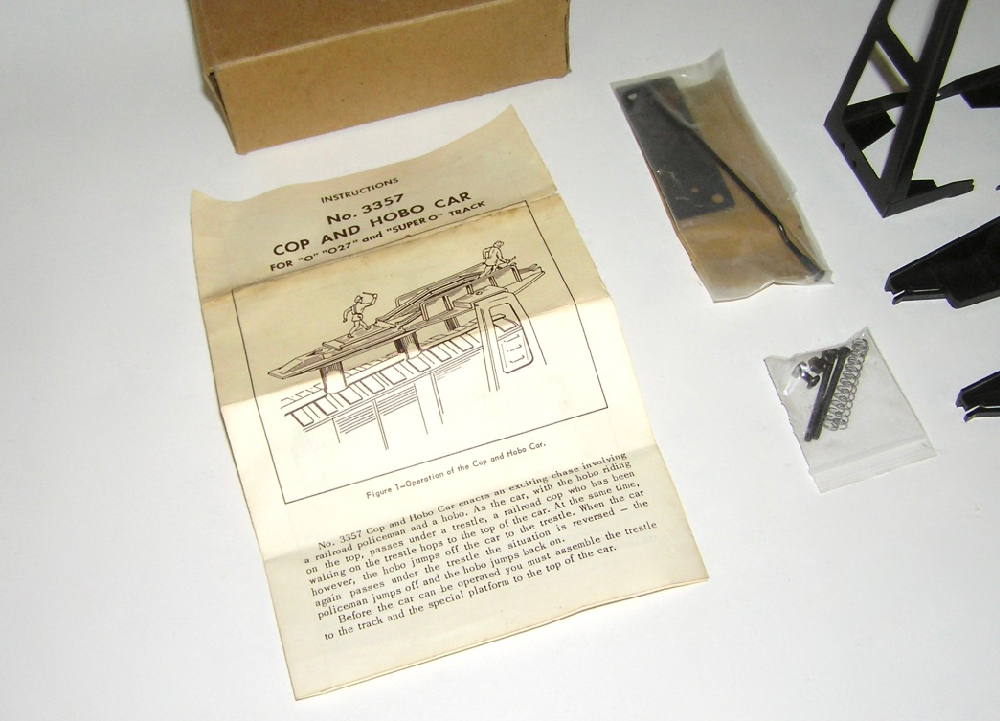 INSTRUCTIONS
No. 3357
COP AND HOBO CAR
FOR "O" "O27" and "SUPER O" TRACK
Figure 1—Operation of the Cop and Hobo Car.
No. 3357 Cop and Hobo Car enacts an exciting chase involving
a railroad policeman and a hobo. As the car, with the hobo riding
on the top, passes under a trestle, a railroad cop who has been
walking on the trestle hops to the top of the car. At the same time,
however, the hobo jumps off the car to the trestle. When the car
again passes under the trestle the situation is reversed — the
policeman jumps off and the hobo jumps back on.
Before the car can be operated you must assemble the trestle
to the track and the special platform to the top of the car.